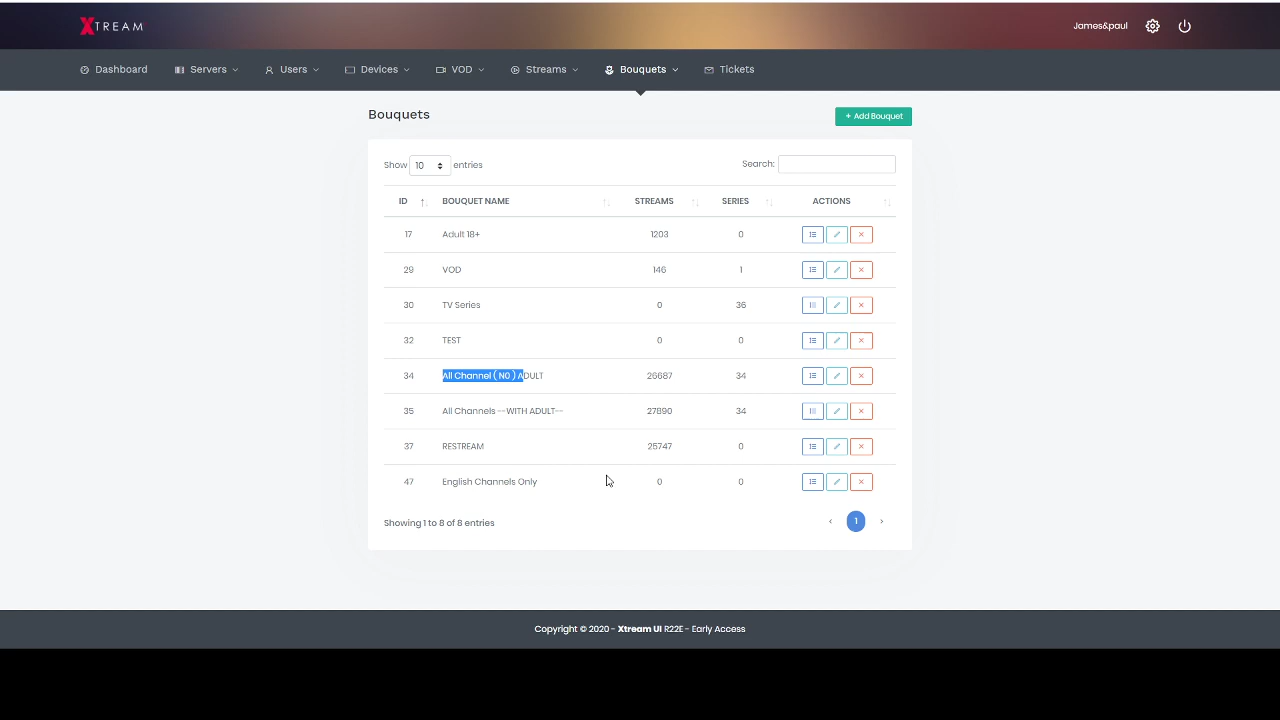 XTREAM
James&paul
Dashboard Servers Users Devices VOD Streams Bouquets Tickets
Bouquets
+ Add Bouquet
Show 10 entries
Search:
ID BOUQUET NAME STREAMS SERIES ACTIONS
17 Adult 18+ 1203 0
29 VOD 146 1
30 TV Series 0 36
32 TEST 0 0
34 All Channel ( N0 ) ADULT 26687 34
35 All Channels --WITH ADULT-- 27890 34
37 RESTREAM 25747 0
47 English Channels Only 0 0
Showing 1 to 8 of 8 entries
‹ 1 ›
Copyright © 2020 - Xtream UI R22E - Early Access